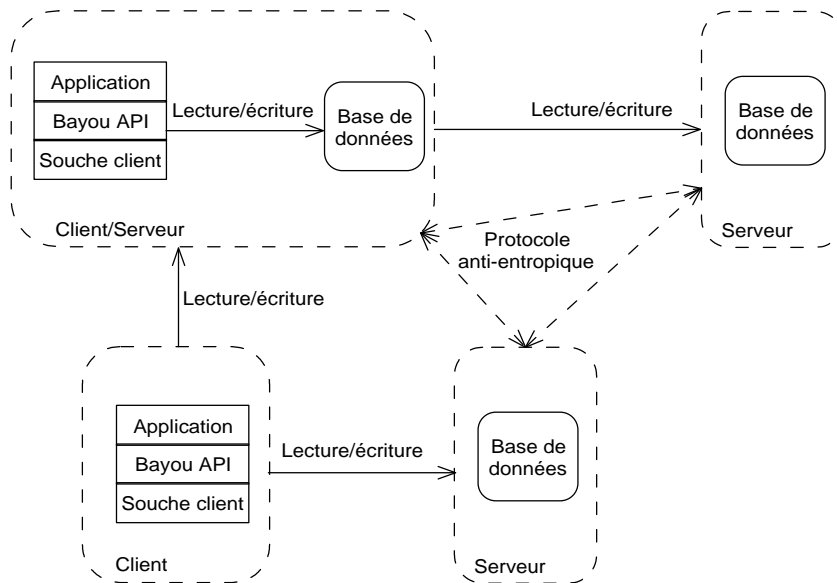 Application
Bayou API
Souche client
Lecture/écriture
Base de
données
Lecture/écriture
Base de
données
Client/Serveur
Protocole
anti-entropique
Serveur
Lecture/écriture
Application
Bayou API
Souche client
Lecture/écriture
Base de
données
Client
Serveur